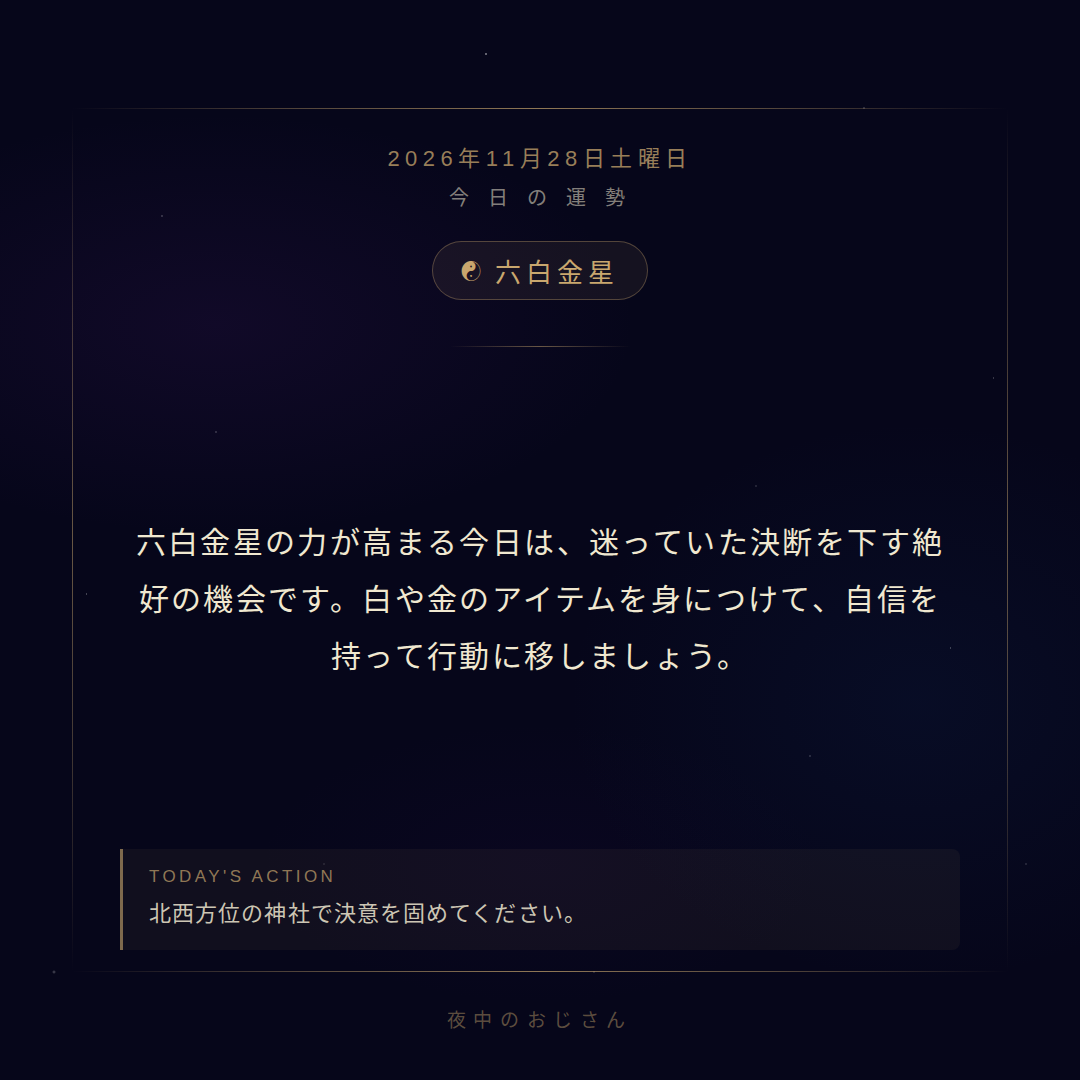 2026年11月28日土曜日
今日の運勢
☯ 六白金星
六白金星の力が高まる今日は、迷っていた決断を下す絶
好の機会です。白や金のアイテムを身につけて、自信を
持って行動に移しましょう。
TODAY'S ACTION
北西方位の神社で決意を固めてください。
夜中のおじさん